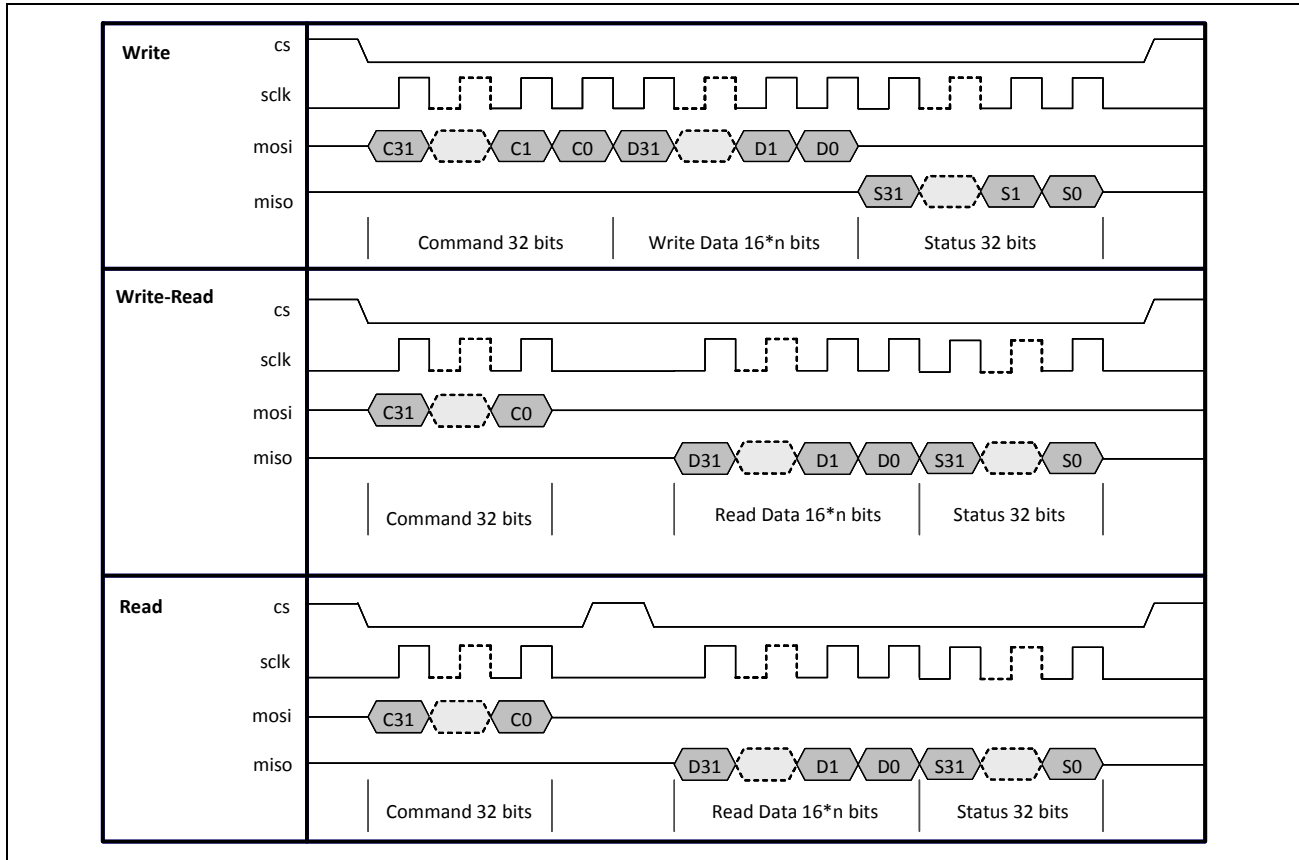 Write cs
sclk
mosi C31 C1 C0 D31 D1 D0
miso S31 S1 S0
Command 32 bits Write Data 16*n bits Status 32 bits
Write-Read cs
sclk
mosi C31 C0
miso D31 D1 D0 S31 S0
Command 32 bits Read Data 16*n bits Status 32 bits
Read cs
sclk
mosi C31 C0
miso D31 D1 D0 S31 S0
Command 32 bits Read Data 16*n bits Status 32 bits